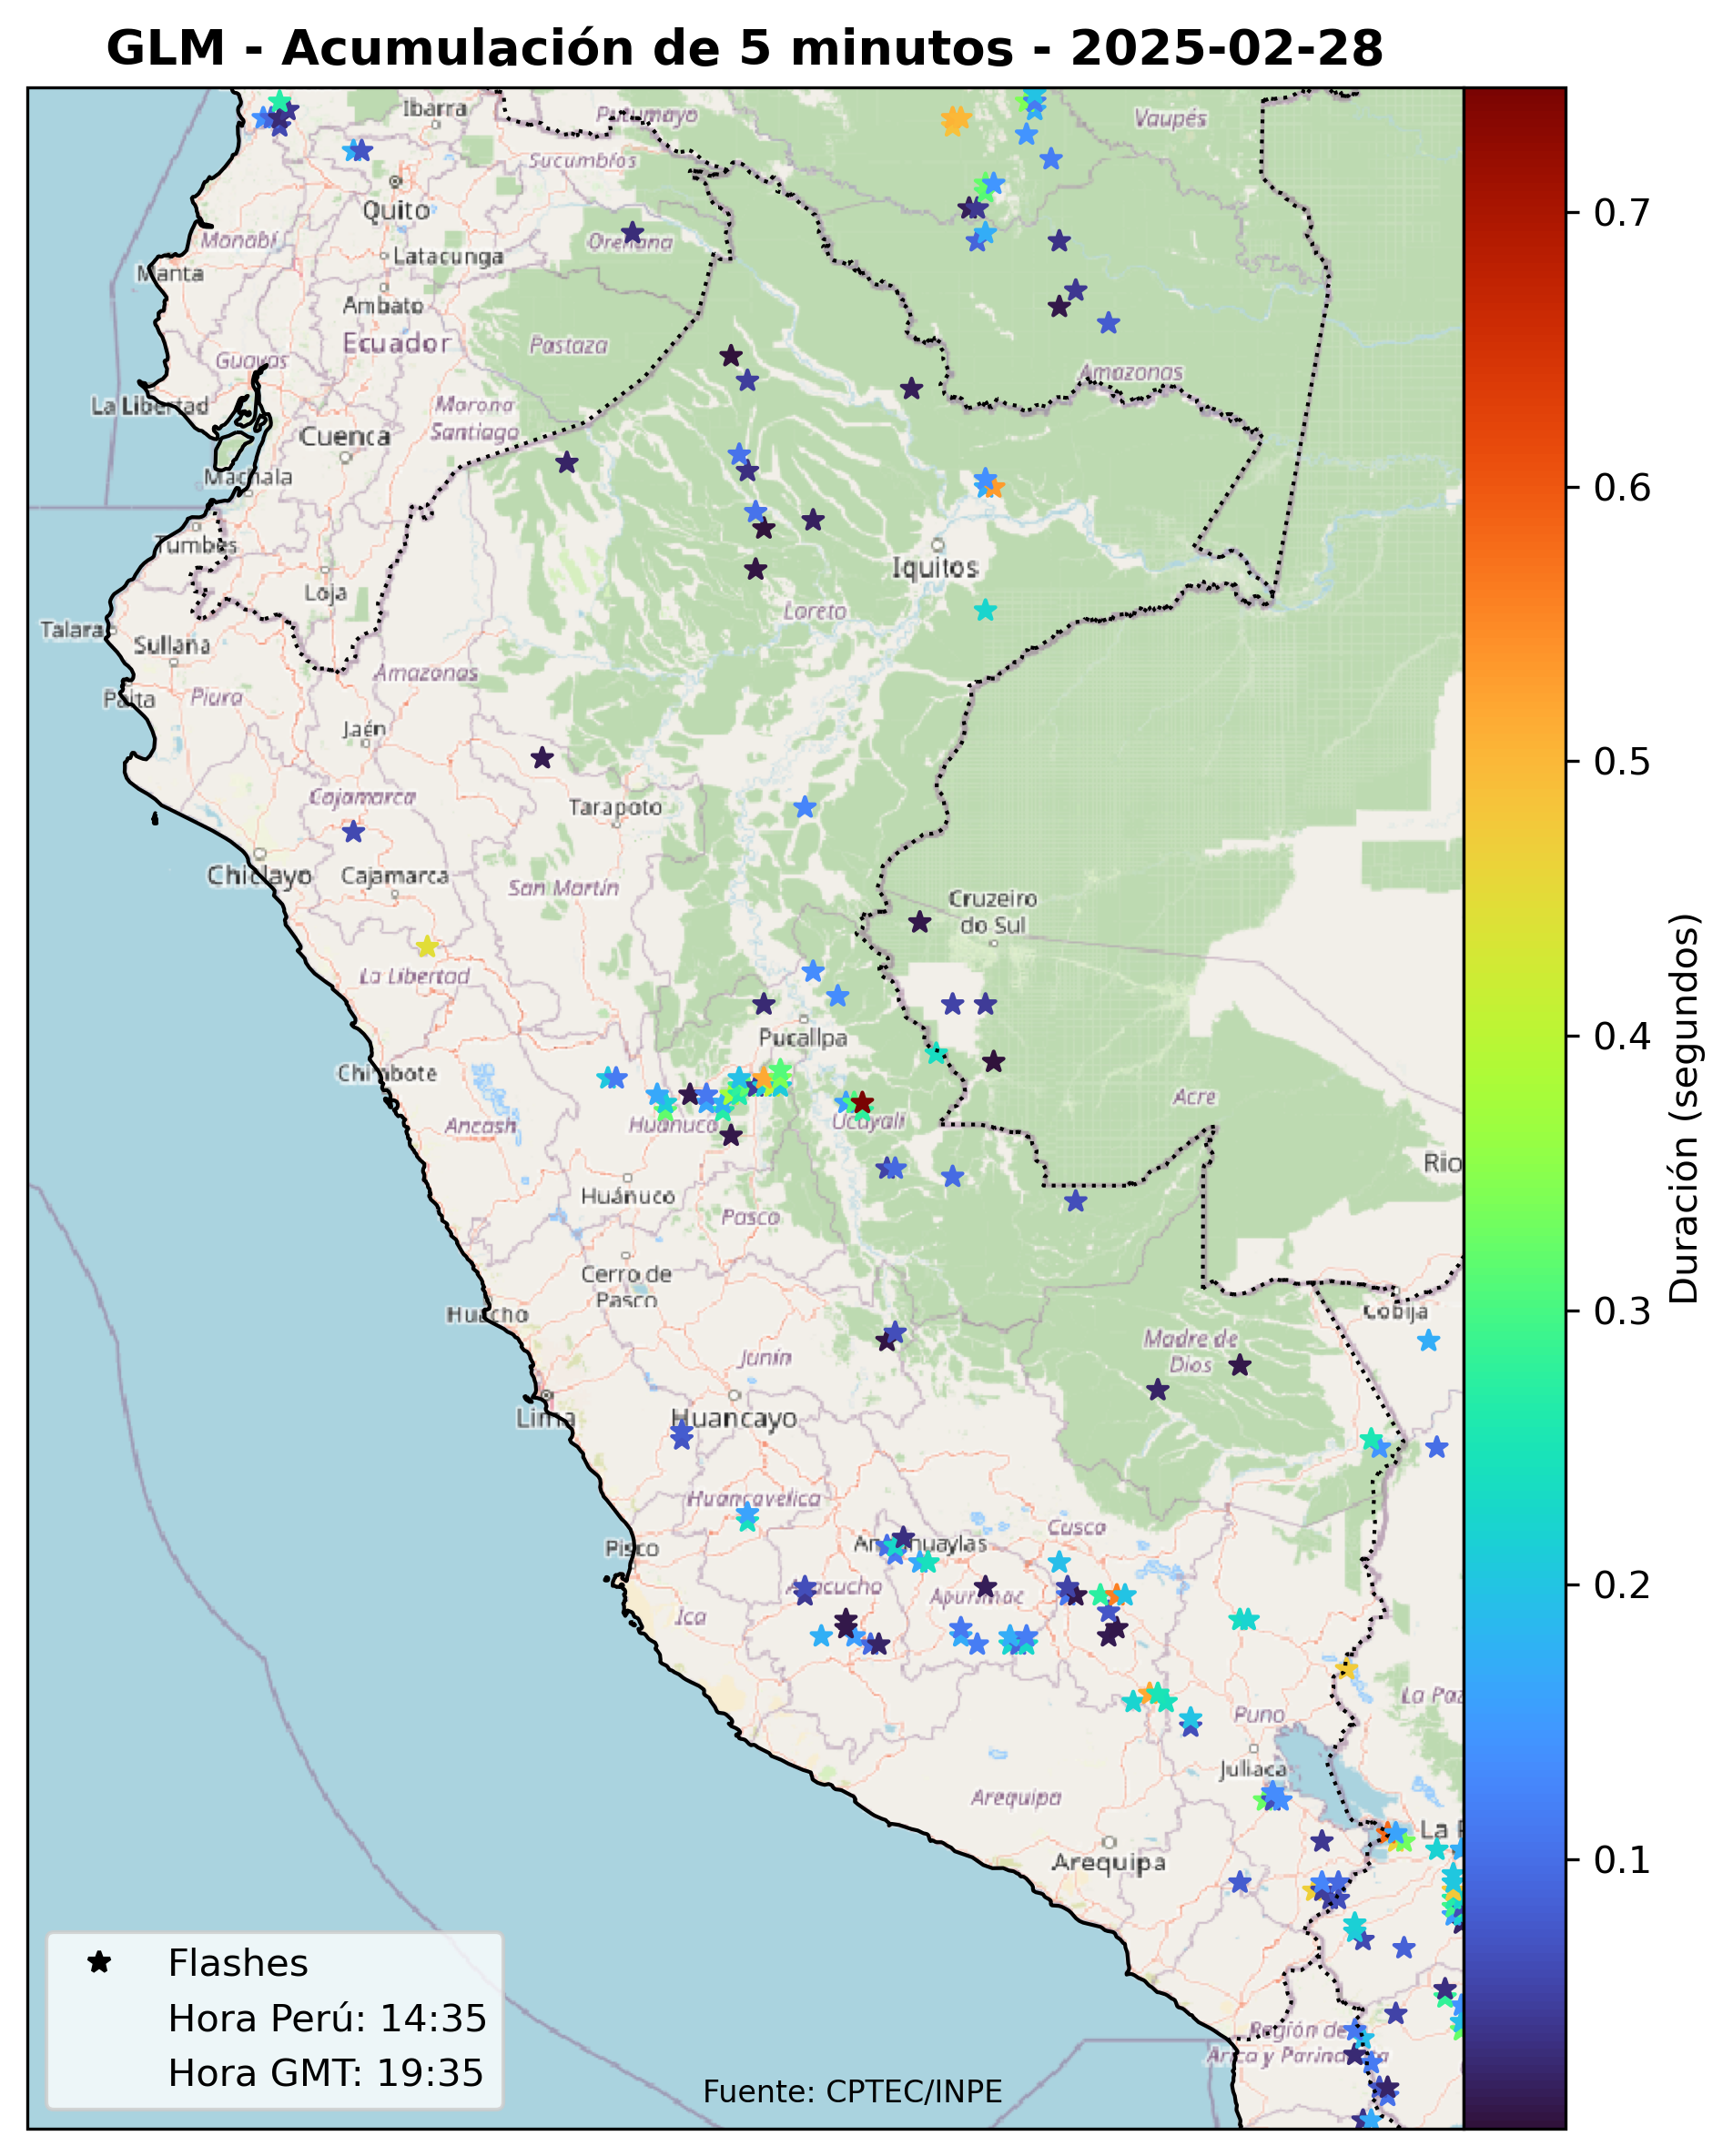 GLM - Acumulación de 5 minutos - 2025-02-28
Ibarra
Putumayo
Vaupés
Sucumbíos
Quito
Manabí
Orellana
Latacunga
Manta
Ambato
Ecuador
Pastaza
Guayas
Amazonas
La Libertad
Morona
Santiago
Cuenca
Machala
Tumbes
Iquitos
Loja
Loreto
Talara
Sullana
Amazonas
Paita
Piura
Jaén
Cajamarca
Tarapoto
Chiclayo
Cajamarca
San Martín
Cruzeiro
do Sul
La Libertad
Pucallpa
Chimbote
Acre
Ancash
Huánuco
Ucayali
Rio
Huánuco
Pasco
Cerro de
Pasco
Huacho
Cobija
Madre de
Dios
Junín
Lima
Huancayo
Huancavelica
Cusco
Pisco
Andahuaylas
Ayacucho
Apurímac
Ica
La Paz
Puno
Juliaca
Arequipa
La P
Arequipa
Región de
Arica y Parinacota
Flashes
Hora Perú: 14:35
Hora GMT: 19:35
Fuente: CPTEC/INPE
0.7
0.6
0.5
0.4
0.3
0.2
0.1
Duración (segundos)